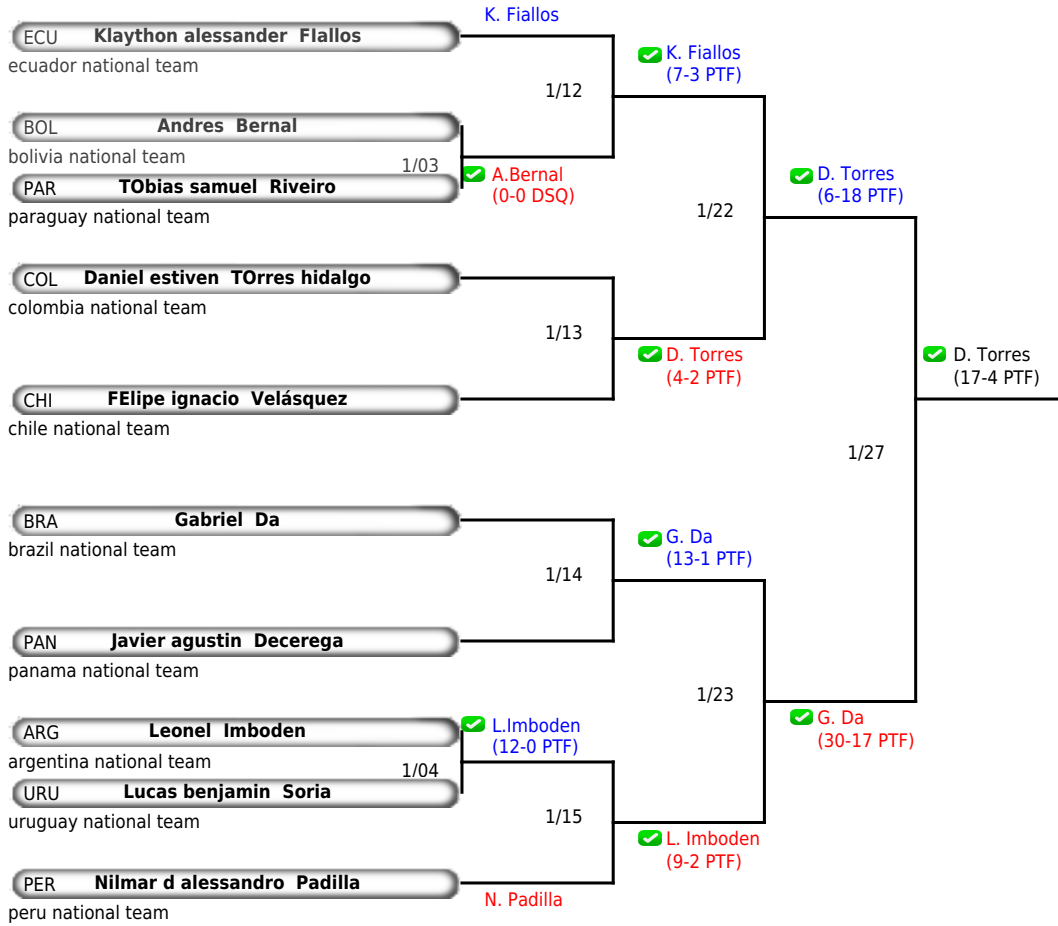 K. Fiallos
ECU Klaython alessander FIallos
ecuador national team
K. Fiallos
(7-3 PTF)
1/12
BOL Andres Bernal
bolivia national team
1/03
A.Bernal
(0-0 DSQ)
PAR TObias samuel Riveiro
paraguay national team
D. Torres
(6-18 PTF)
1/22
COL Daniel estiven TOrres hidalgo
colombia national team
1/13
D. Torres
(4-2 PTF)
D. Torres
(17-4 PTF)
CHI FElipe ignacio Velásquez
chile national team
1/27
BRA Gabriel Da
brazil national team
G. Da
(13-1 PTF)
1/14
PAN Javier agustin Decerega
panama national team
1/23
ARG Leonel Imboden
argentina national team
L.Imboden
(12-0 PTF)
G. Da
(30-17 PTF)
1/04
URU Lucas benjamin Soria
uruguay national team
1/15
L. Imboden
(9-2 PTF)
PER Nilmar d alessandro Padilla
peru national team
N. Padilla